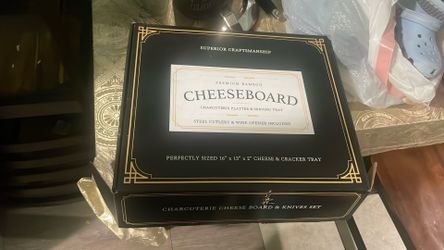 SUPERIOR CRAFTSMANSHIP
PREMIUM BAMBOO
CHEESEBOARD
CHARCUTERIE PLATTER & SERVING TRAY
STEEL CUTLERY & WINE OPENER INCLUDED
PERFECTLY SIZED 16" x 13" x 2" CHEESE & CRACKER TRAY
CHARCUTERIE CHEESE BOARD & KNIVES SET